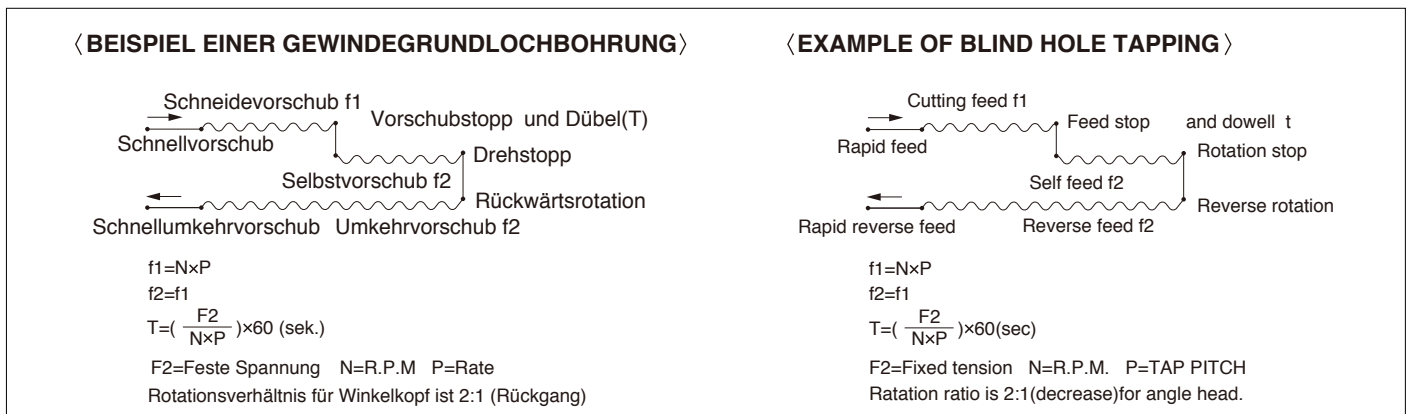 〈BEISPIEL EINER GEWINDEGRUNDLOCHBOHRUNG〉
Schneidevorschub f1
Vorschubstopp und Dübel(T)
Schnellvorschub
Drehstopp
Selbstvorschub f2
Rückwärtsrotation
Schnellumkehrvorschub Umkehrvorschub f2
f1=N×P
f2=f1
T=( F2/N×P )×60 (sek.)
F2=Feste Spannung N=R.P.M P=Rate
Rotationsverhältnis für Winkelkopf ist 2:1 (Rückgang)
〈EXAMPLE OF BLIND HOLE TAPPING〉
Cutting feed f1
Feed stop and dowell t
Rapid feed
Rotation stop
Self feed f2
Reverse rotation
Rapid reverse feed Reverse feed f2
f1=N×P
f2=f1
T=( F2/N×P )×60(sec)
F2=Fixed tension N=R.P.M. P=TAP PITCH
Ratation ratio is 2:1(decrease)for angle head.